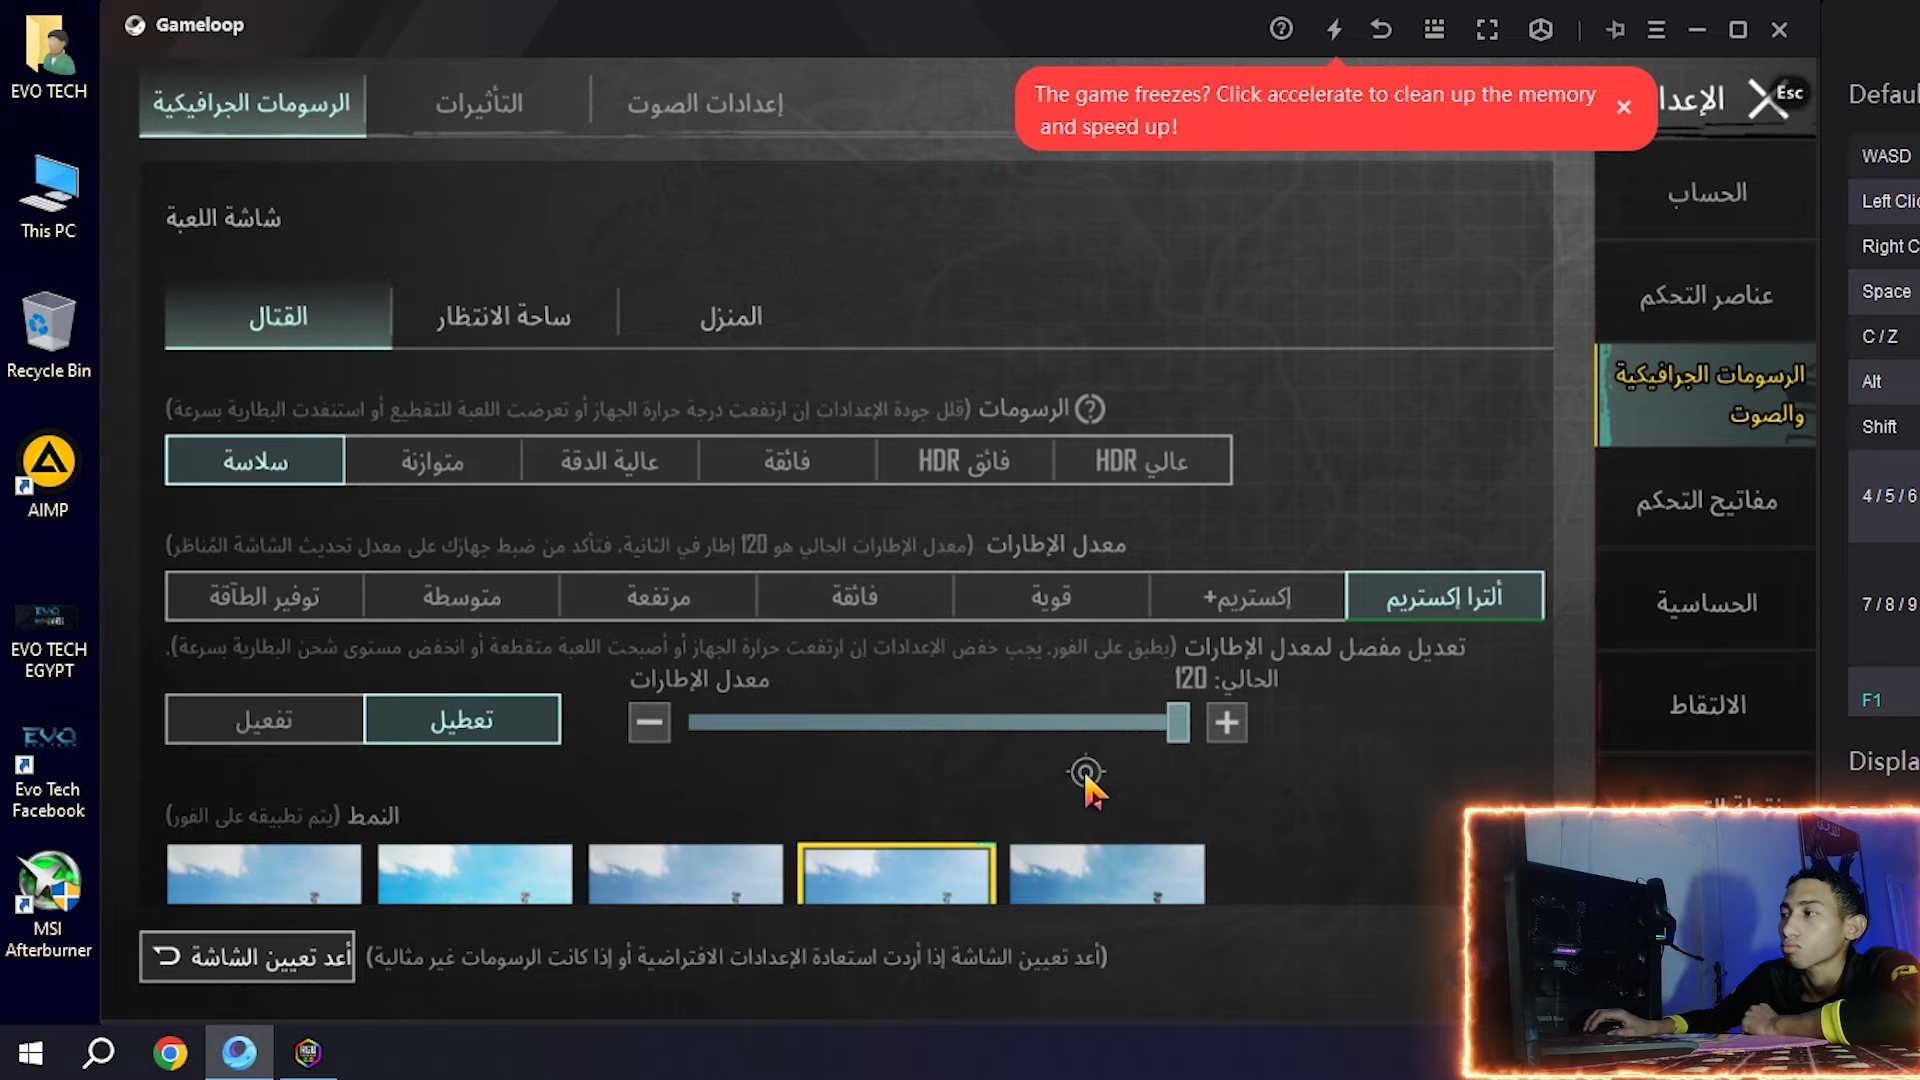 EVO TECH
This PC
Recycle Bin
AIMP
EVO TECH
EGYPT
EVO
Evo Tech
Facebook
MSI
Afterburner
Gameloop
The game freezes? Click accelerate to clean up the memory
and speed up!
Esc
الرسومات الجرافيكية
التأثيرات
إعدادات الصوت
شاشة اللعبة
القتال
ساحة الانتظار
المنزل
الرسومات (قلل جودة الإعدادات إن ارتفعت درجة حرارة الجهاز أو تعرضت اللعبة للتقطيع أو استنفدت البطارية بسرعة)
سلاسة
متوازنة
عالية الدقة
فائقة
فائق HDR
عالي HDR
معدل الإطارات (معدل الإطارات الحالي هو 120 إطار في الثانية. فتأكد من ضبط جهازك على معدل تحديث الشاشة المُناظر)
توفير الطاقة
متوسطة
مرتفعة
فائقة
قوية
إكستريم+
ألترا إكستريم
تعديل مفصل لمعدل الإطارات (يطبق على الفور. يجب خفض الإعدادات إن ارتفعت حرارة الجهاز أو أصبحت اللعبة متقطعة أو انخفض مستوى شحن البطارية بسرعة).
معدل الإطارات
الحالي: 120
تفعيل
تعطيل
النمط (يتم تطبيقه على الفور)
أعد تعيين الشاشة
(أعد تعيين الشاشة إذا أردت استعادة الإعدادات الافتراضية أو إذا كانت الرسومات غير مثالية)
الحساب
عناصر التحكم
الرسومات الجرافيكية
والصوت
مفاتيح التحكم
الحساسية
الالتقاط
WASD
Space
C / Z
Alt
Shift
4 / 5 / 6
7 / 8 / 9
F1